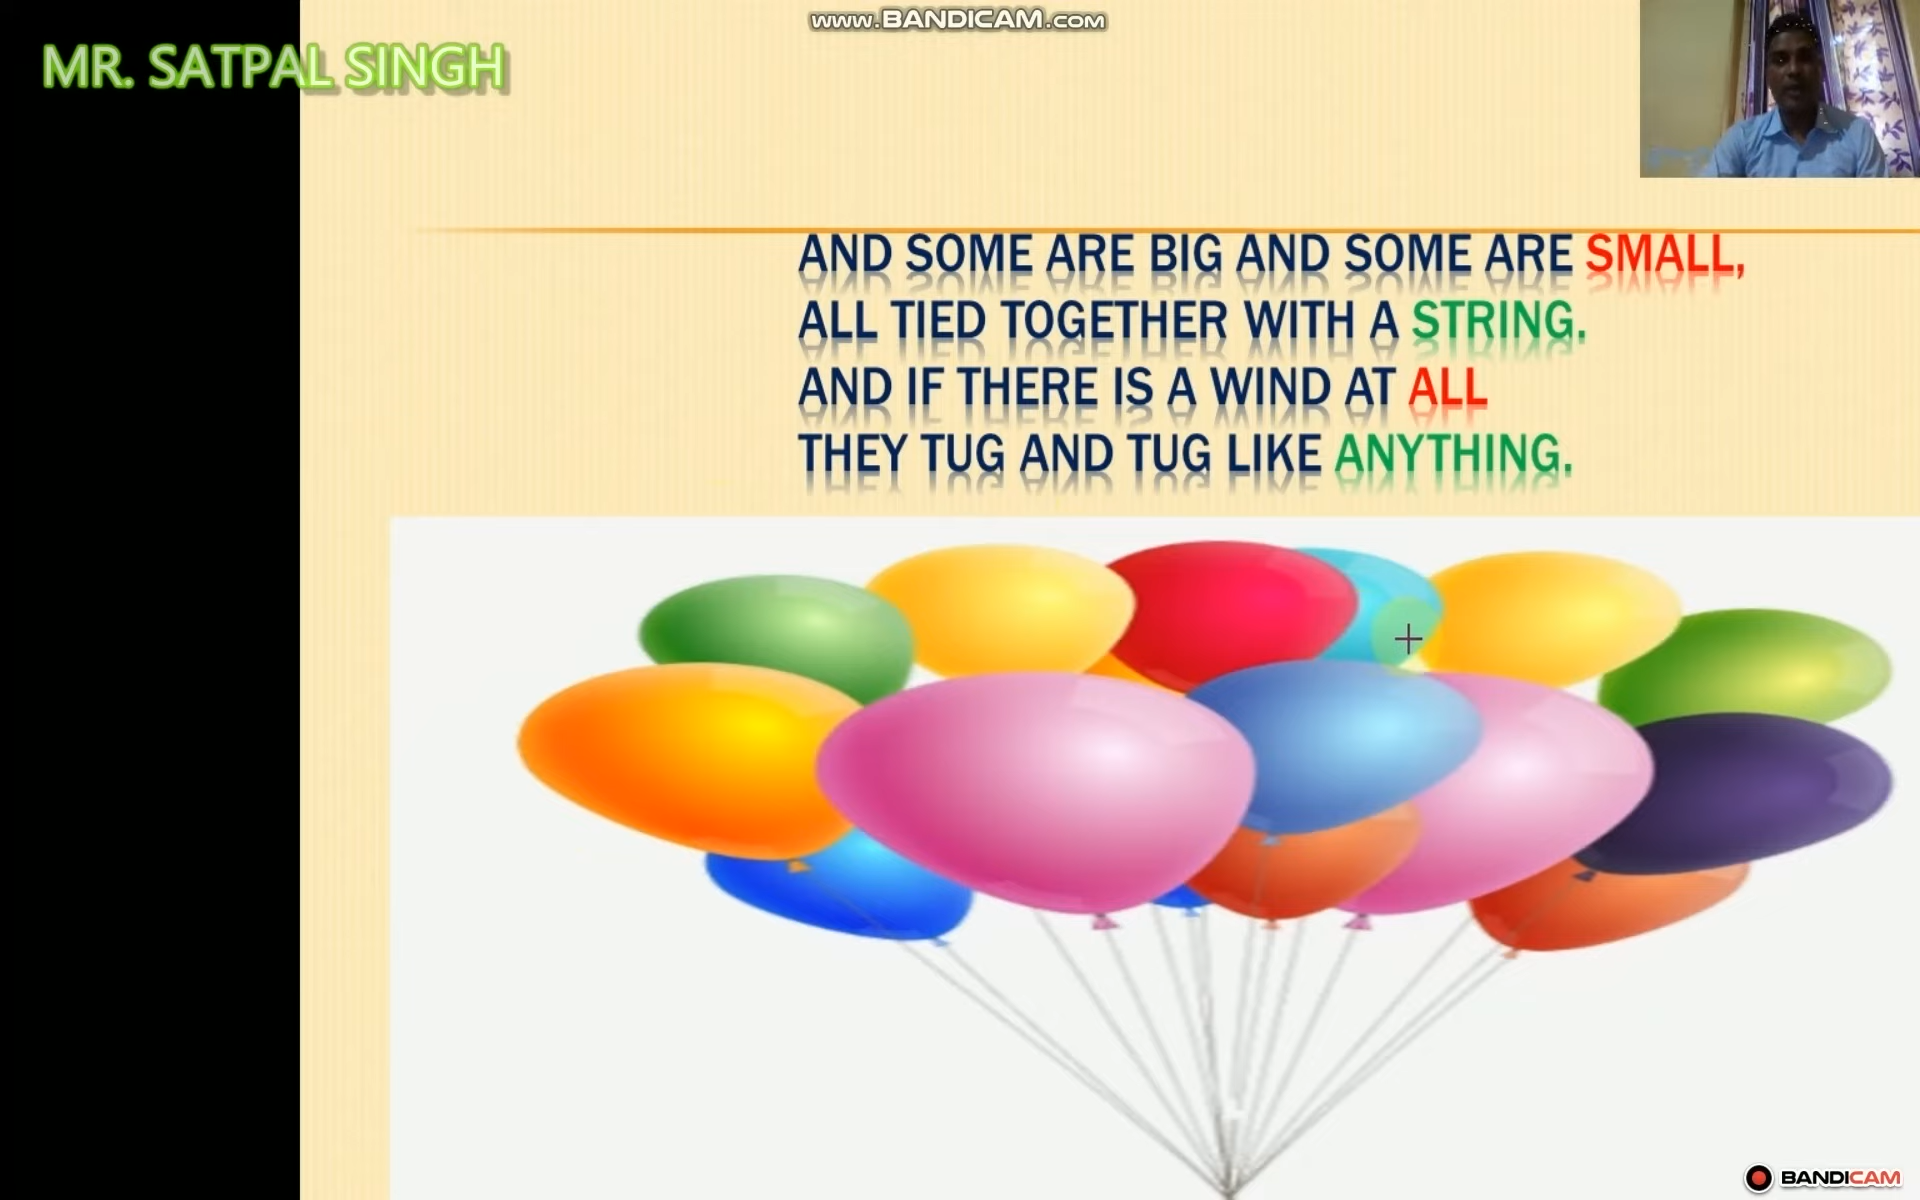 www.BANDICAM.com
MR. SATPAL SINGH
AND SOME ARE BIG AND SOME ARE SMALL,
ALL TIED TOGETHER WITH A STRING.
AND IF THERE IS A WIND AT ALL
THEY TUG AND TUG LIKE ANYTHING.
BANDICAM